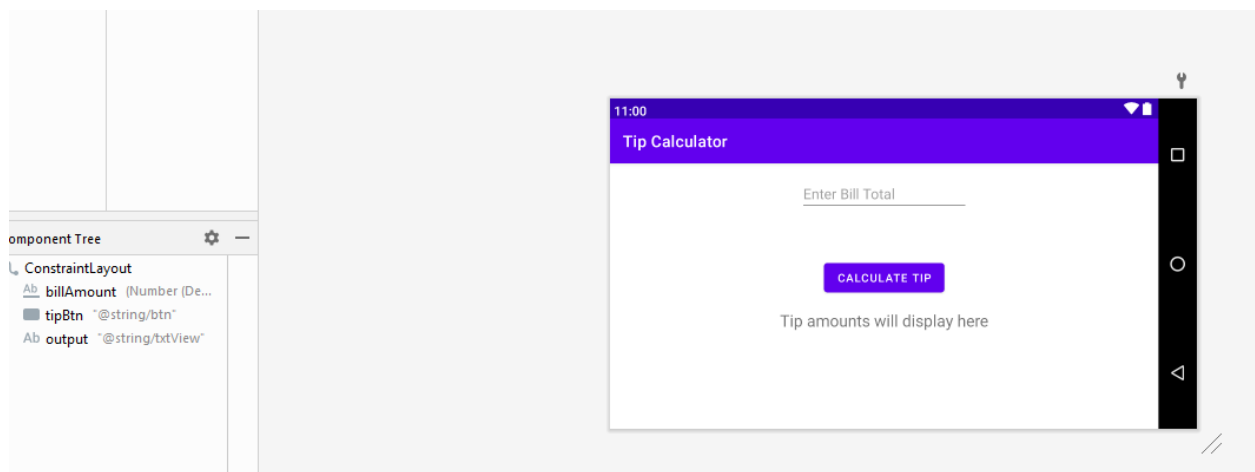 omponent Tree
ConstraintLayout
Ab billAmount (Number (De...
tipBtn "@string/btn"
Ab output "@string/txtView"
11:00
Tip Calculator
Enter Bill Total
CALCULATE TIP
Tip amounts will display here